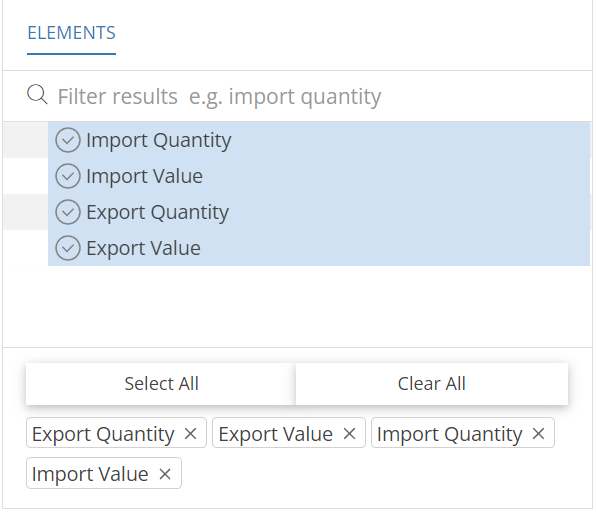 ELEMENTS
Filter results e.g. import quantity
Import Quantity
Import Value
Export Quantity
Export Value
Select All Clear All
Export Quantity × Export Value × Import Quantity ×
Import Value ×